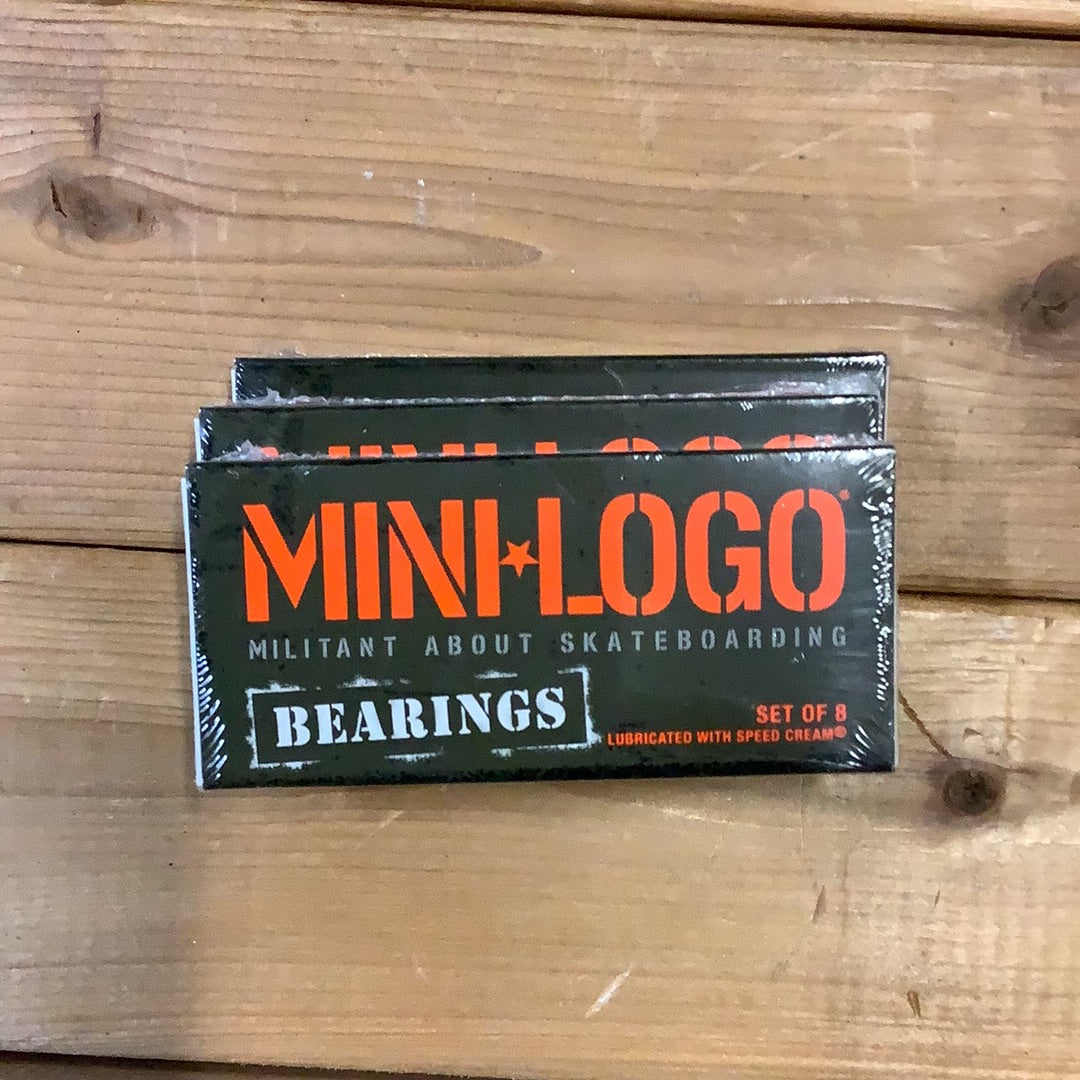 MINI LOGO
MILITANT ABOUT SKATEBOARDING
BEARINGS
SET OF 8
LUBRICATED WITH SPEED CREAM®